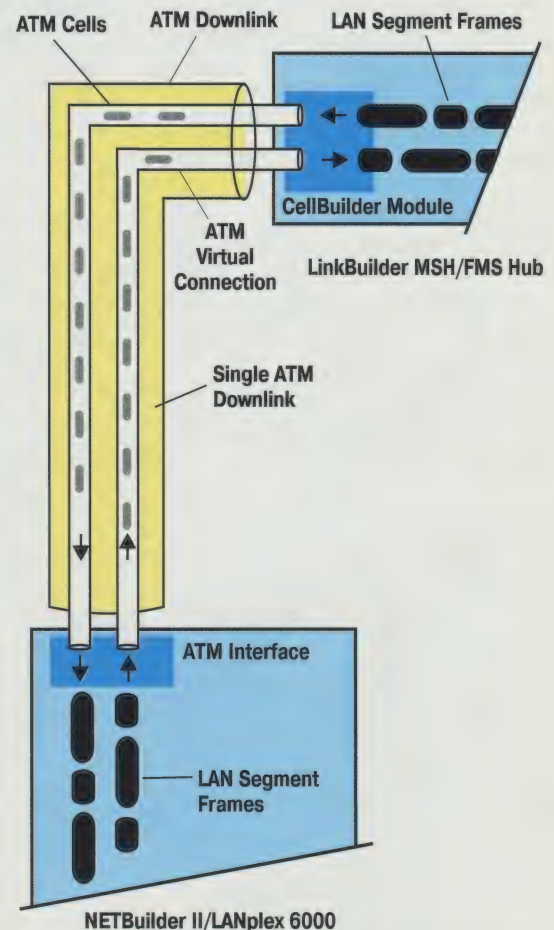 ATM Cells
ATM Downlink
LAN Segment Frames
CellBuilder Module
ATM
Virtual
Connection
LinkBuilder MSH/FMS Hub
Single ATM
Downlink
ATM Interface
LAN Segment
Frames
NETBuilder II/LANplex 6000